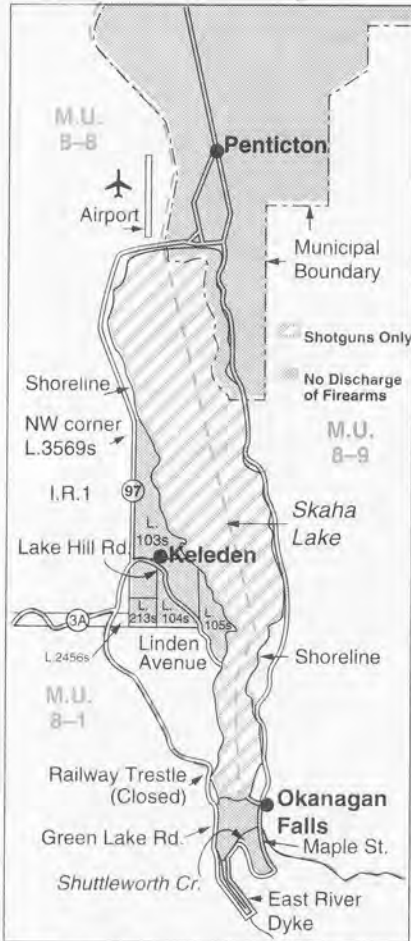 M.U.
8–8
Penticton
Airport
Municipal
Boundary
Shotguns Only
No Discharge
of Firearms
Shoreline
NW corner
L.3569s
M.U.
8–9
I.R.1
97
L.
103s
Skaha
Lake
Lake Hill Rd.
Keleden
3A
L.
213s
L.
104s
L.
105s
L.2456s
Linden
Avenue
Shoreline
M.U.
8–1
Railway Trestle
(Closed)
Okanagan
Falls
Green Lake Rd.
Maple St.
Shuttleworth Cr.
East River
Dyke